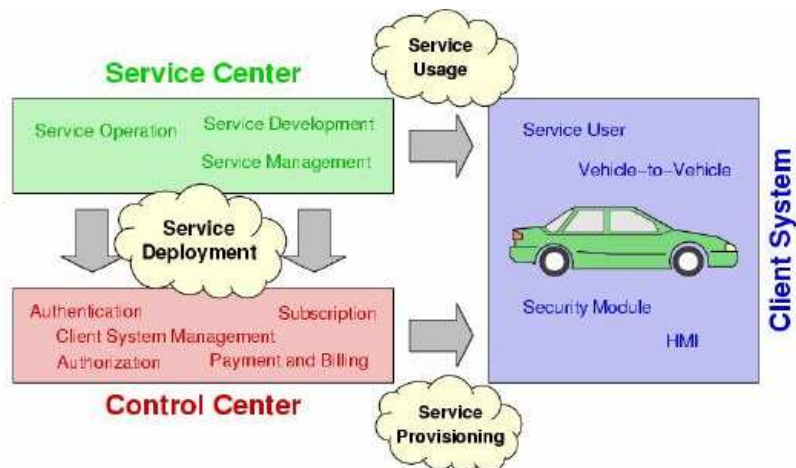 Service
Usage
Service Center
Service Operation
Service Development
Service Management
Service User
Vehicle-to-Vehicle
Service
Deployment
Client System
Authentication
Subscription
Client System Management
Authorization
Payment and Billing
Security Module
HMI
Control Center
Service
Provisioning